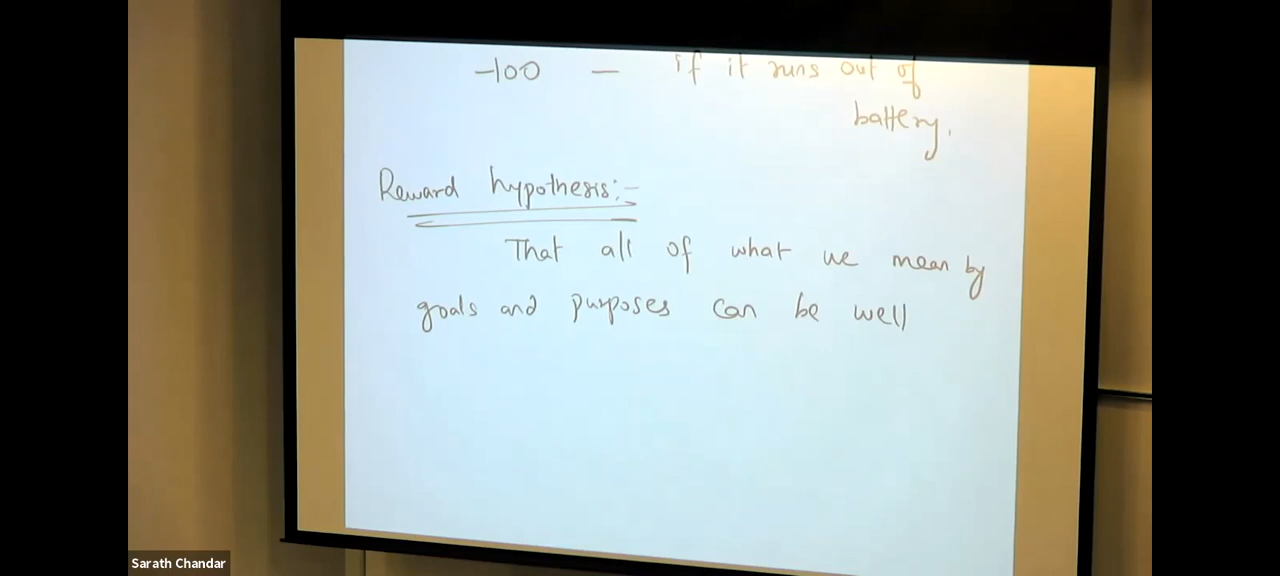 -100 — if it runs out of
battery.
Reward hypothesis:-
That all of what we mean by
goals and purposes can be well
Sarath Chandar